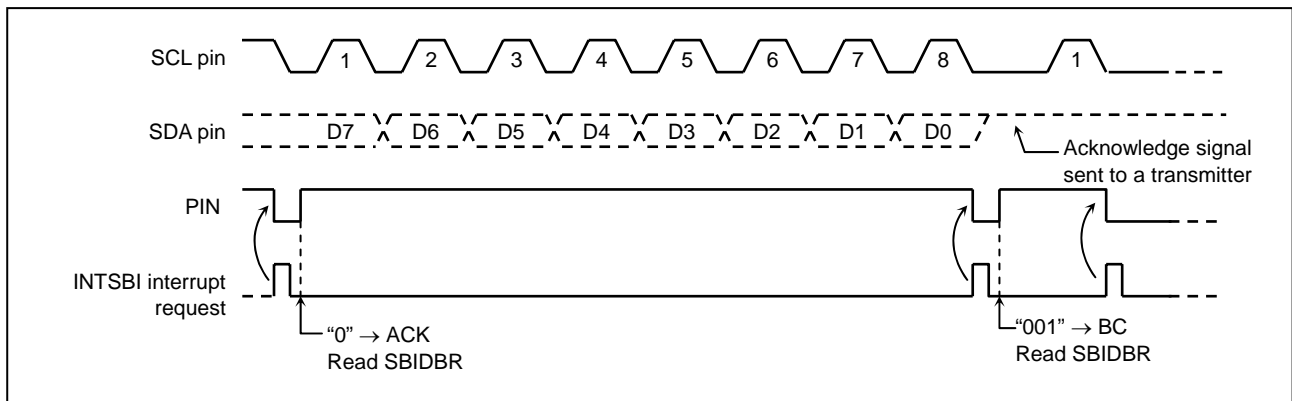 SCL pin
1 2 3 4 5 6 7 8 1
SDA pin
D7 D6 D5 D4 D3 D2 D1 D0
Acknowledge signal
sent to a transmitter
PIN
INTSBI interrupt
request
“0” → ACK
Read SBIDBR
“001” → BC
Read SBIDBR